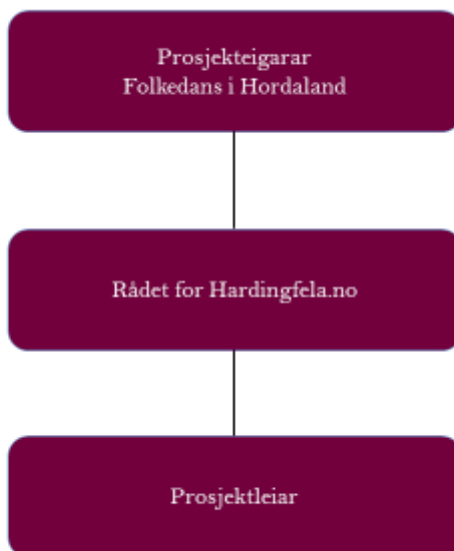 Prosjekteigarar
Folkedans i Hordaland
Rådet for Hardingfela.no
Prosjektleiar